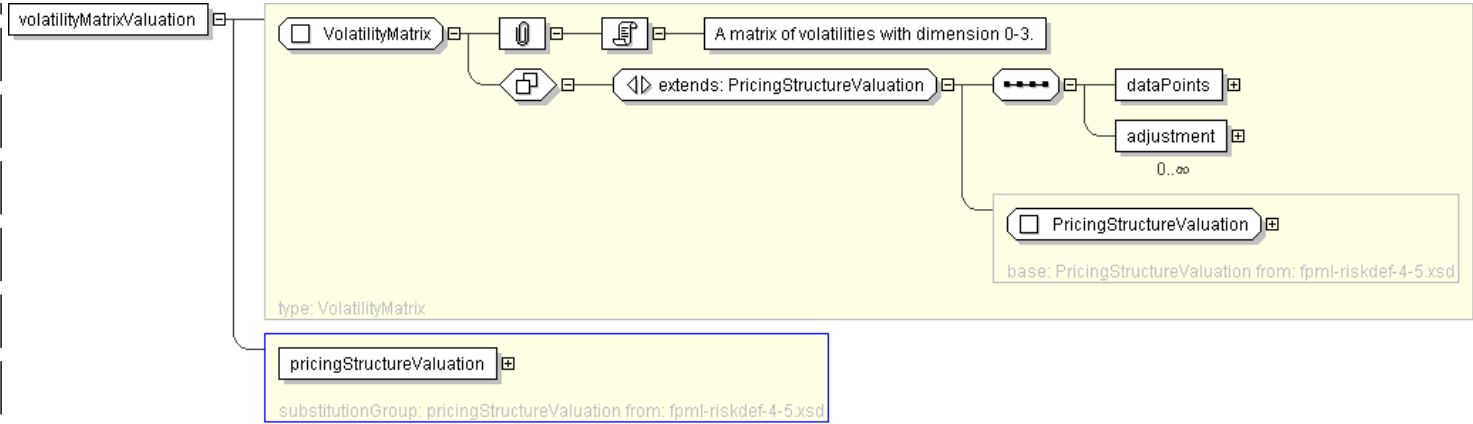 volatilityMatrixValuation
VolatilityMatrix
A matrix of volatilities with dimension 0-3.
extends: PricingStructureValuation
dataPoints
adjustment
0..∞
PricingStructureValuation
base: PricingStructureValuation from: fpml-riskdef-4-5.xsd
type: VolatilityMatrix
pricingStructureValuation
substitutionGroup: pricingStructureValuation from: fpml-riskdef-4-5.xsd